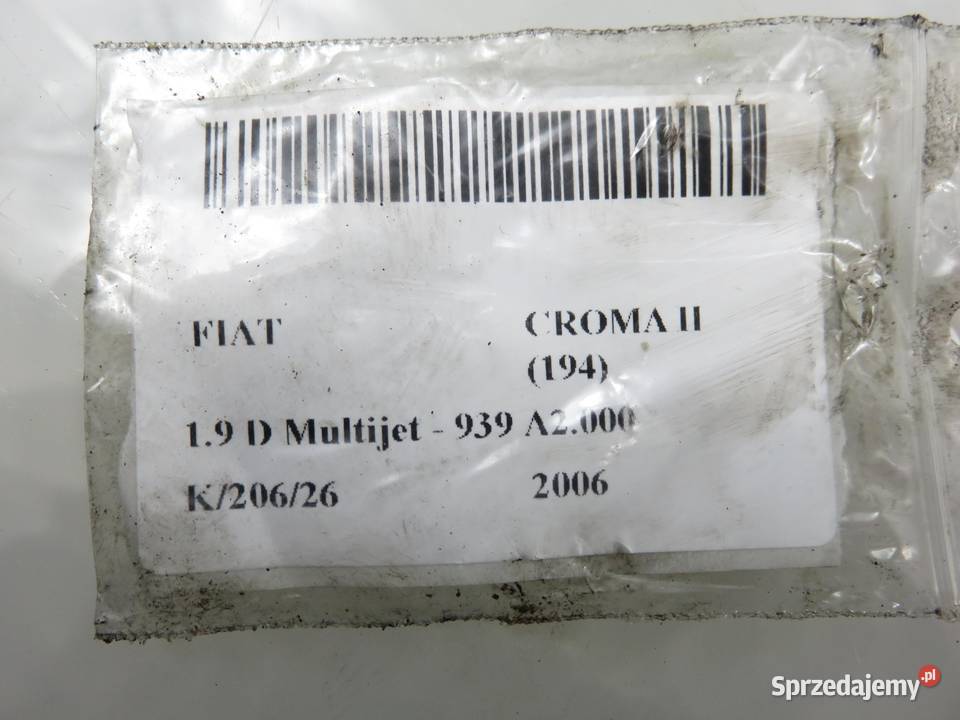 FIAT CROMA II
(194)
1.9 D Multijet - 939 A2.000
K/206/26 2006
Sprzedajemy.pl